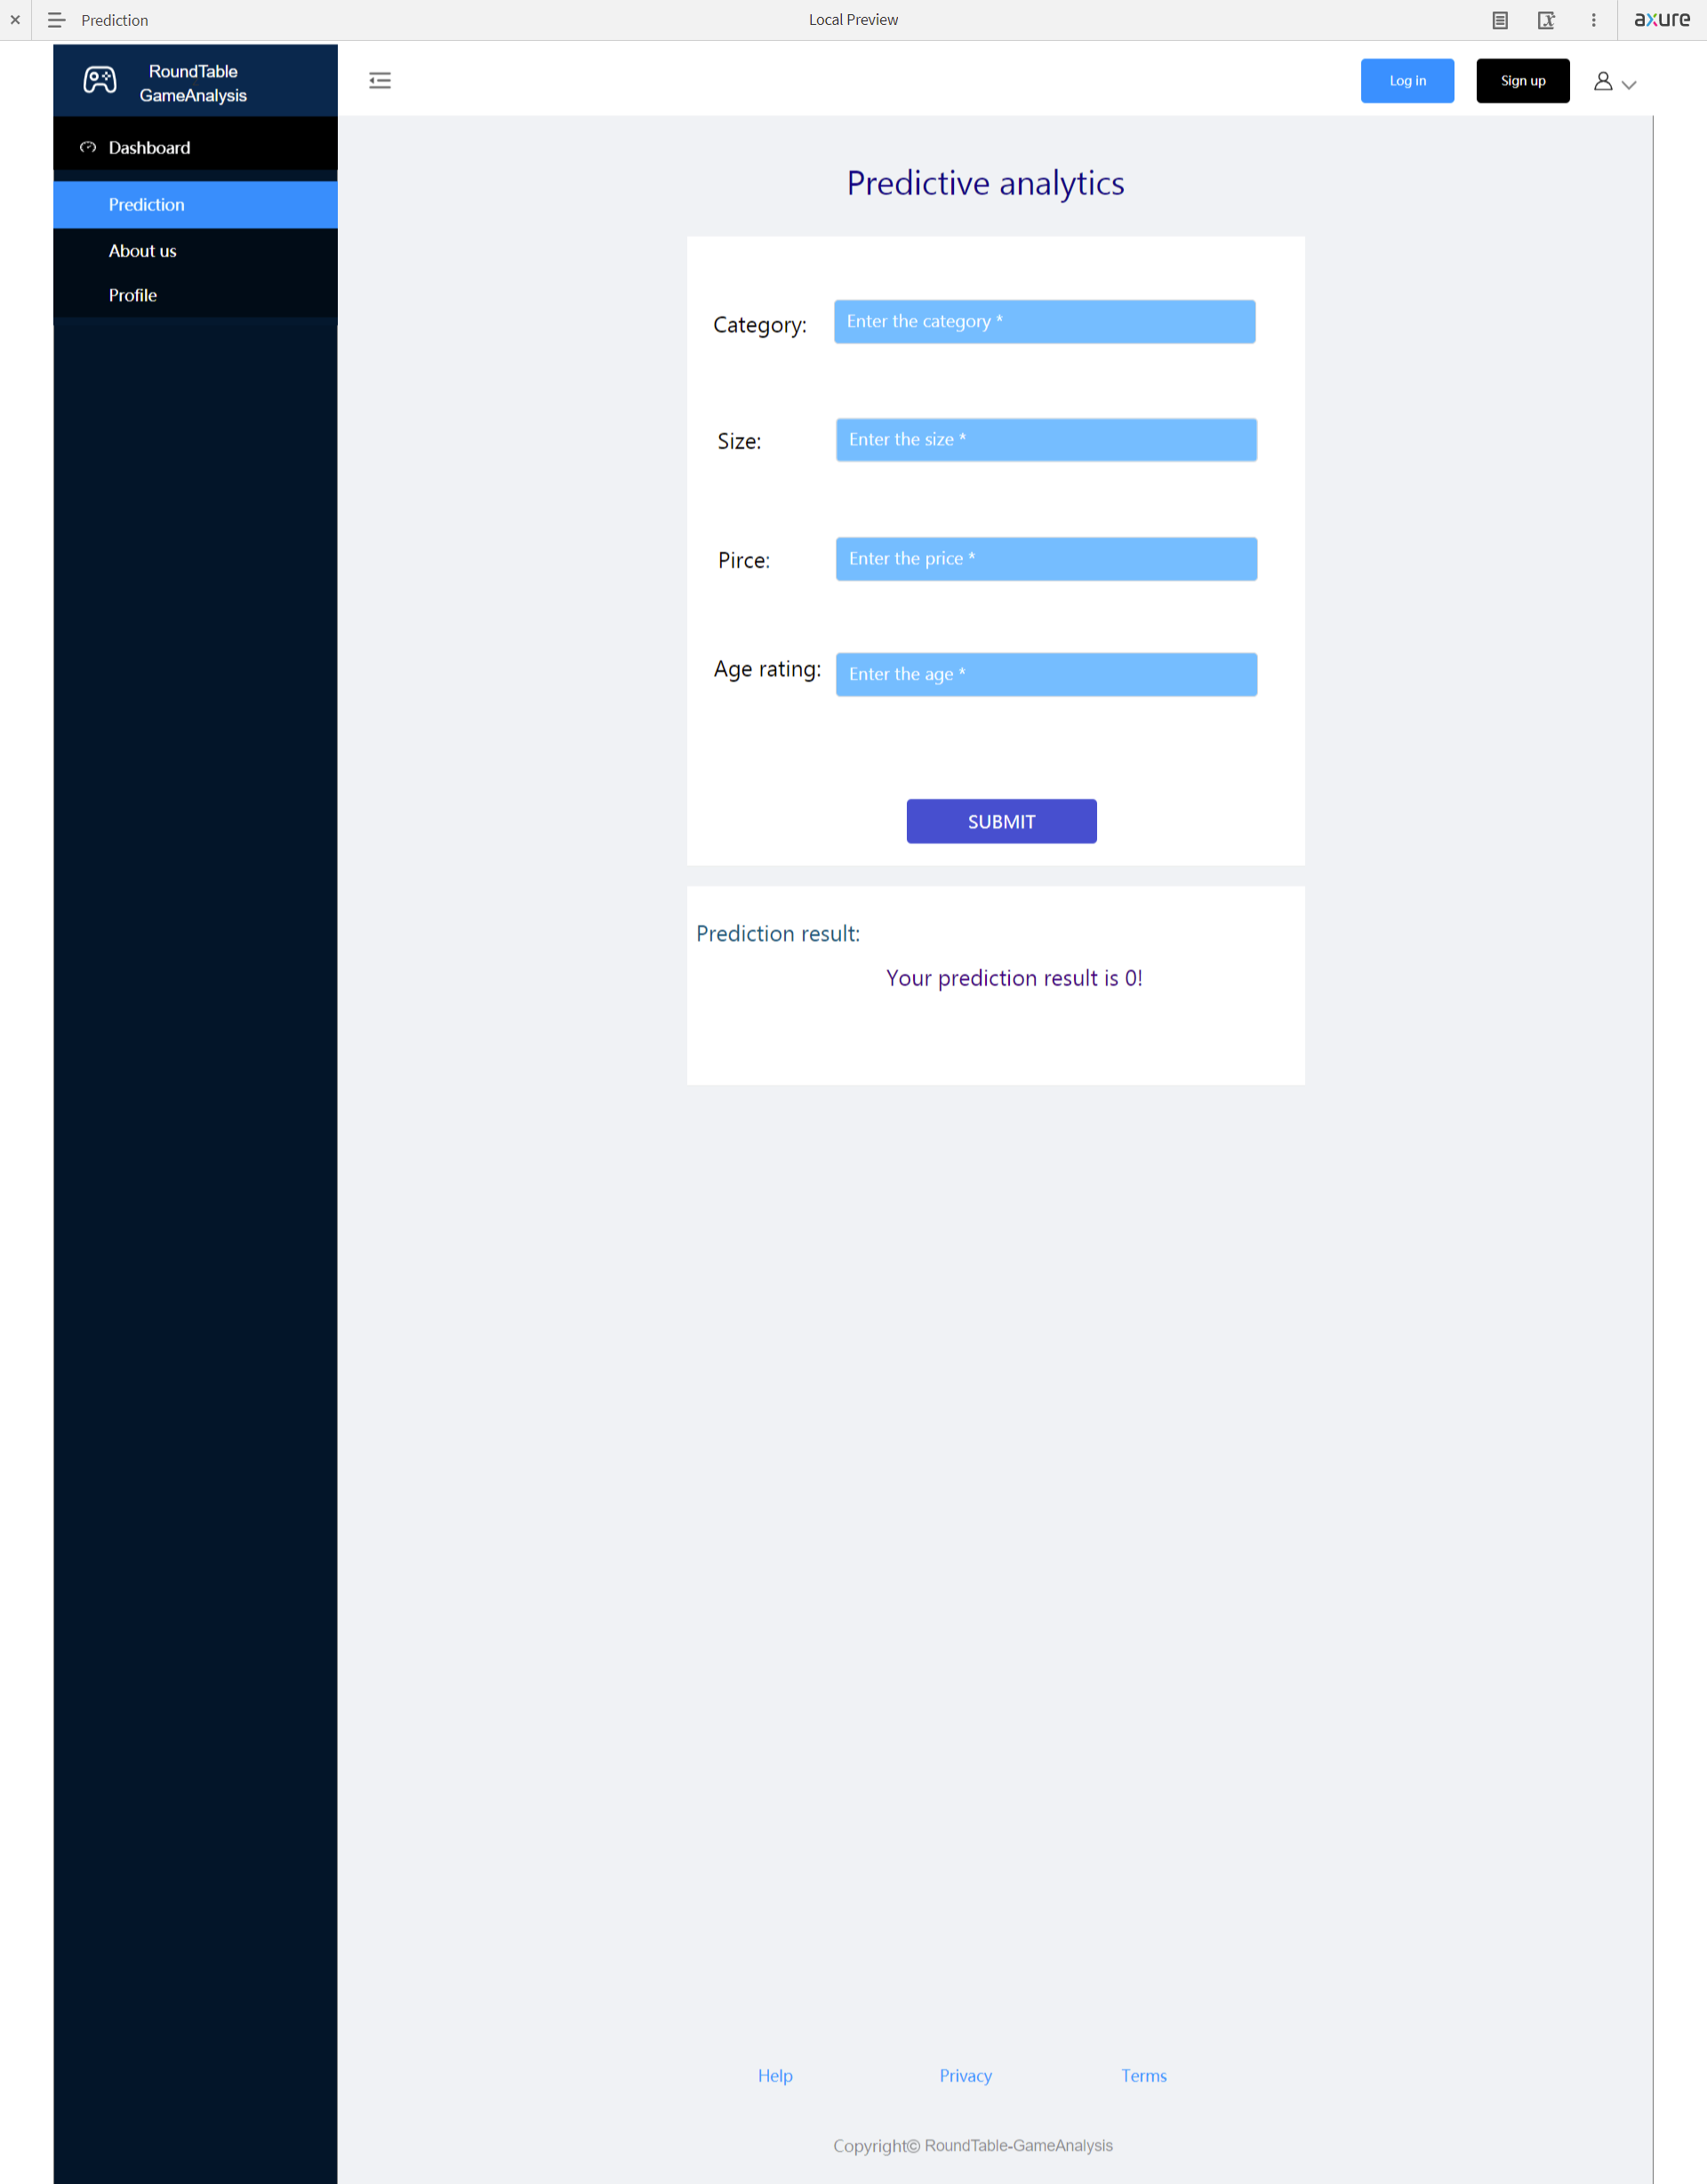 Prediction
Local Preview
axure
RoundTable
GameAnalysis
Log in
Sign up
Dashboard
Prediction
About us
Profile
Predictive analytics
Category:
Enter the category *
Size:
Enter the size *
Pirce:
Enter the price *
Age rating:
Enter the age *
SUBMIT
Prediction result:
Your prediction result is 0!
Help
Privacy
Terms
Copyright© RoundTable-GameAnalysis